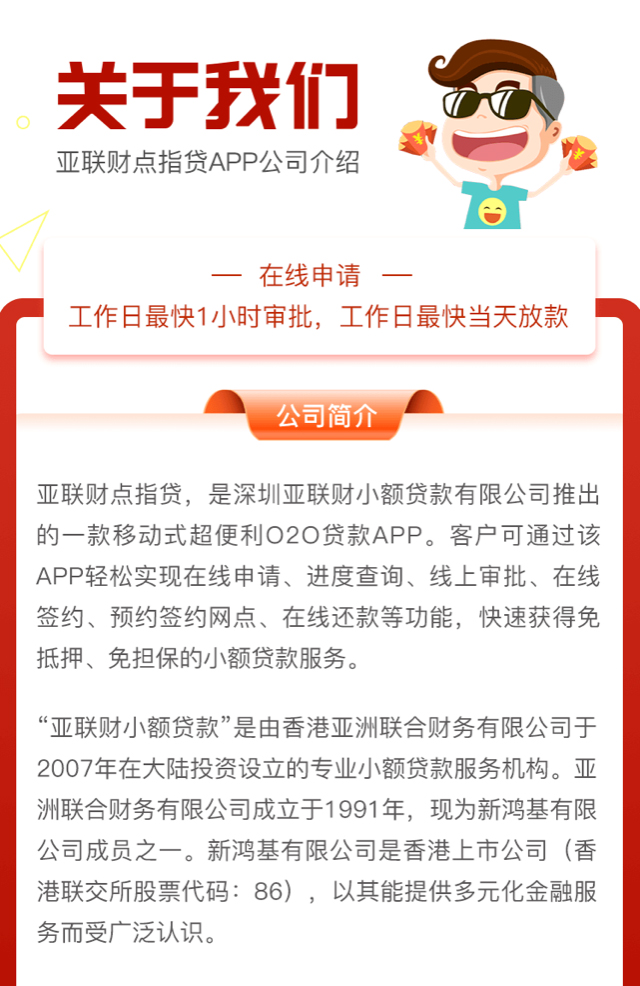 关于我们
亚联财点指贷APP公司介绍
在线申请
工作日最快1小时审批，工作日最快当天放款
公司简介
亚联财点指贷，是深圳亚联财小额贷款有限公司推出
的一款移动式超便利O2O贷款APP。客户可通过该
APP轻松实现在线申请、进度查询、线上审批、在线
签约、预约签约网点、在线还款等功能，快速获得免
抵押、免担保的小额贷款服务。
“亚联财小额贷款”是由香港亚洲联合财务有限公司于
2007年在大陆投资设立的专业小额贷款服务机构。亚
洲联合财务有限公司成立于1991年，现为新鸿基有限
公司成员之一。新鸿基有限公司是香港上市公司（香
港联交所股票代码：86），以其能提供多元化金融服
务而受广泛认识。